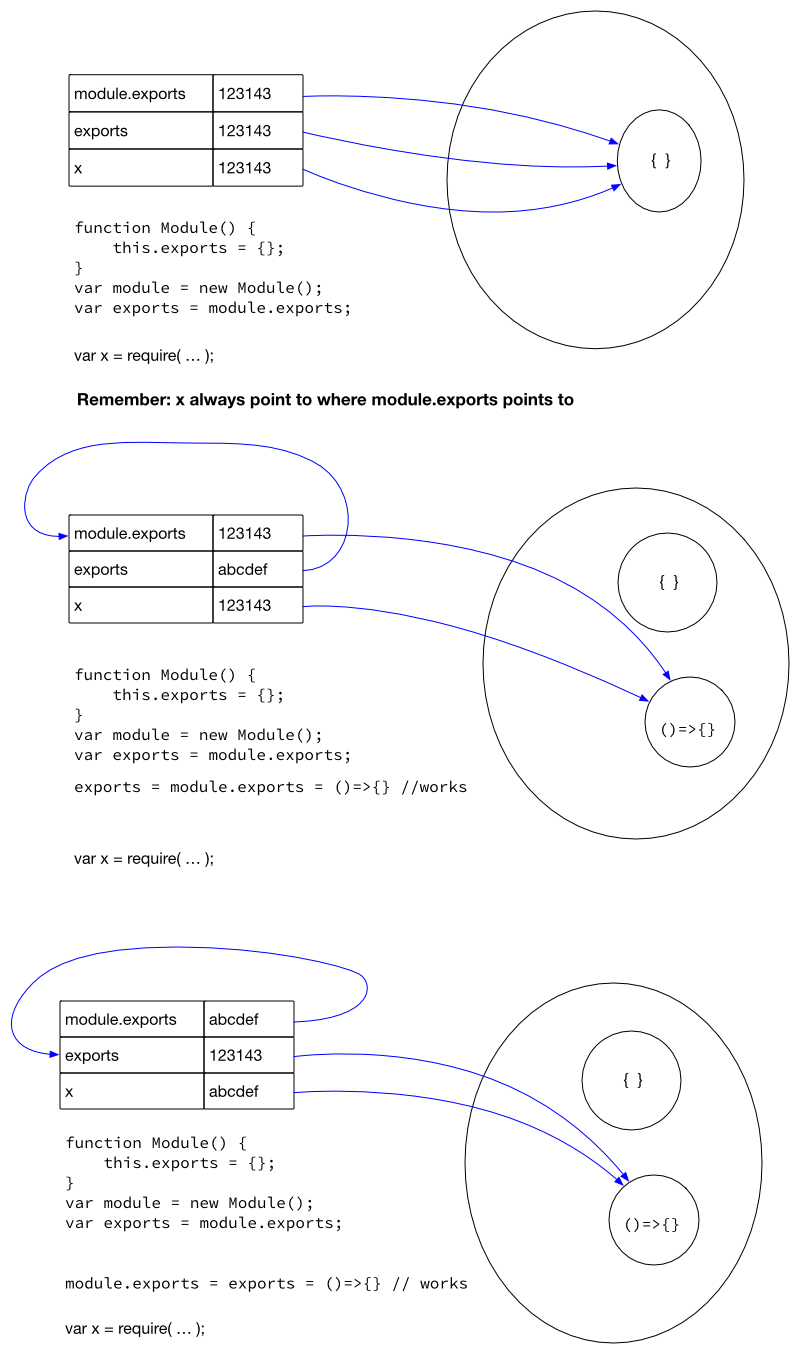 module.exports 123143
exports 123143
x 123143
{ }
function Module() {
this.exports = {};
}
var module = new Module();
var exports = module.exports;
var x = require( … );
Remember: x always point to where module.exports points to
module.exports 123143
exports abcdef
x 123143
{ }
()=>{}
function Module() {
this.exports = {};
}
var module = new Module();
var exports = module.exports;
exports = module.exports = ()=>{} //works
var x = require( … );
module.exports abcdef
exports 123143
x abcdef
{ }
()=>{}
function Module() {
this.exports = {};
}
var module = new Module();
var exports = module.exports;
module.exports = exports = ()=>{} // works
var x = require( … );